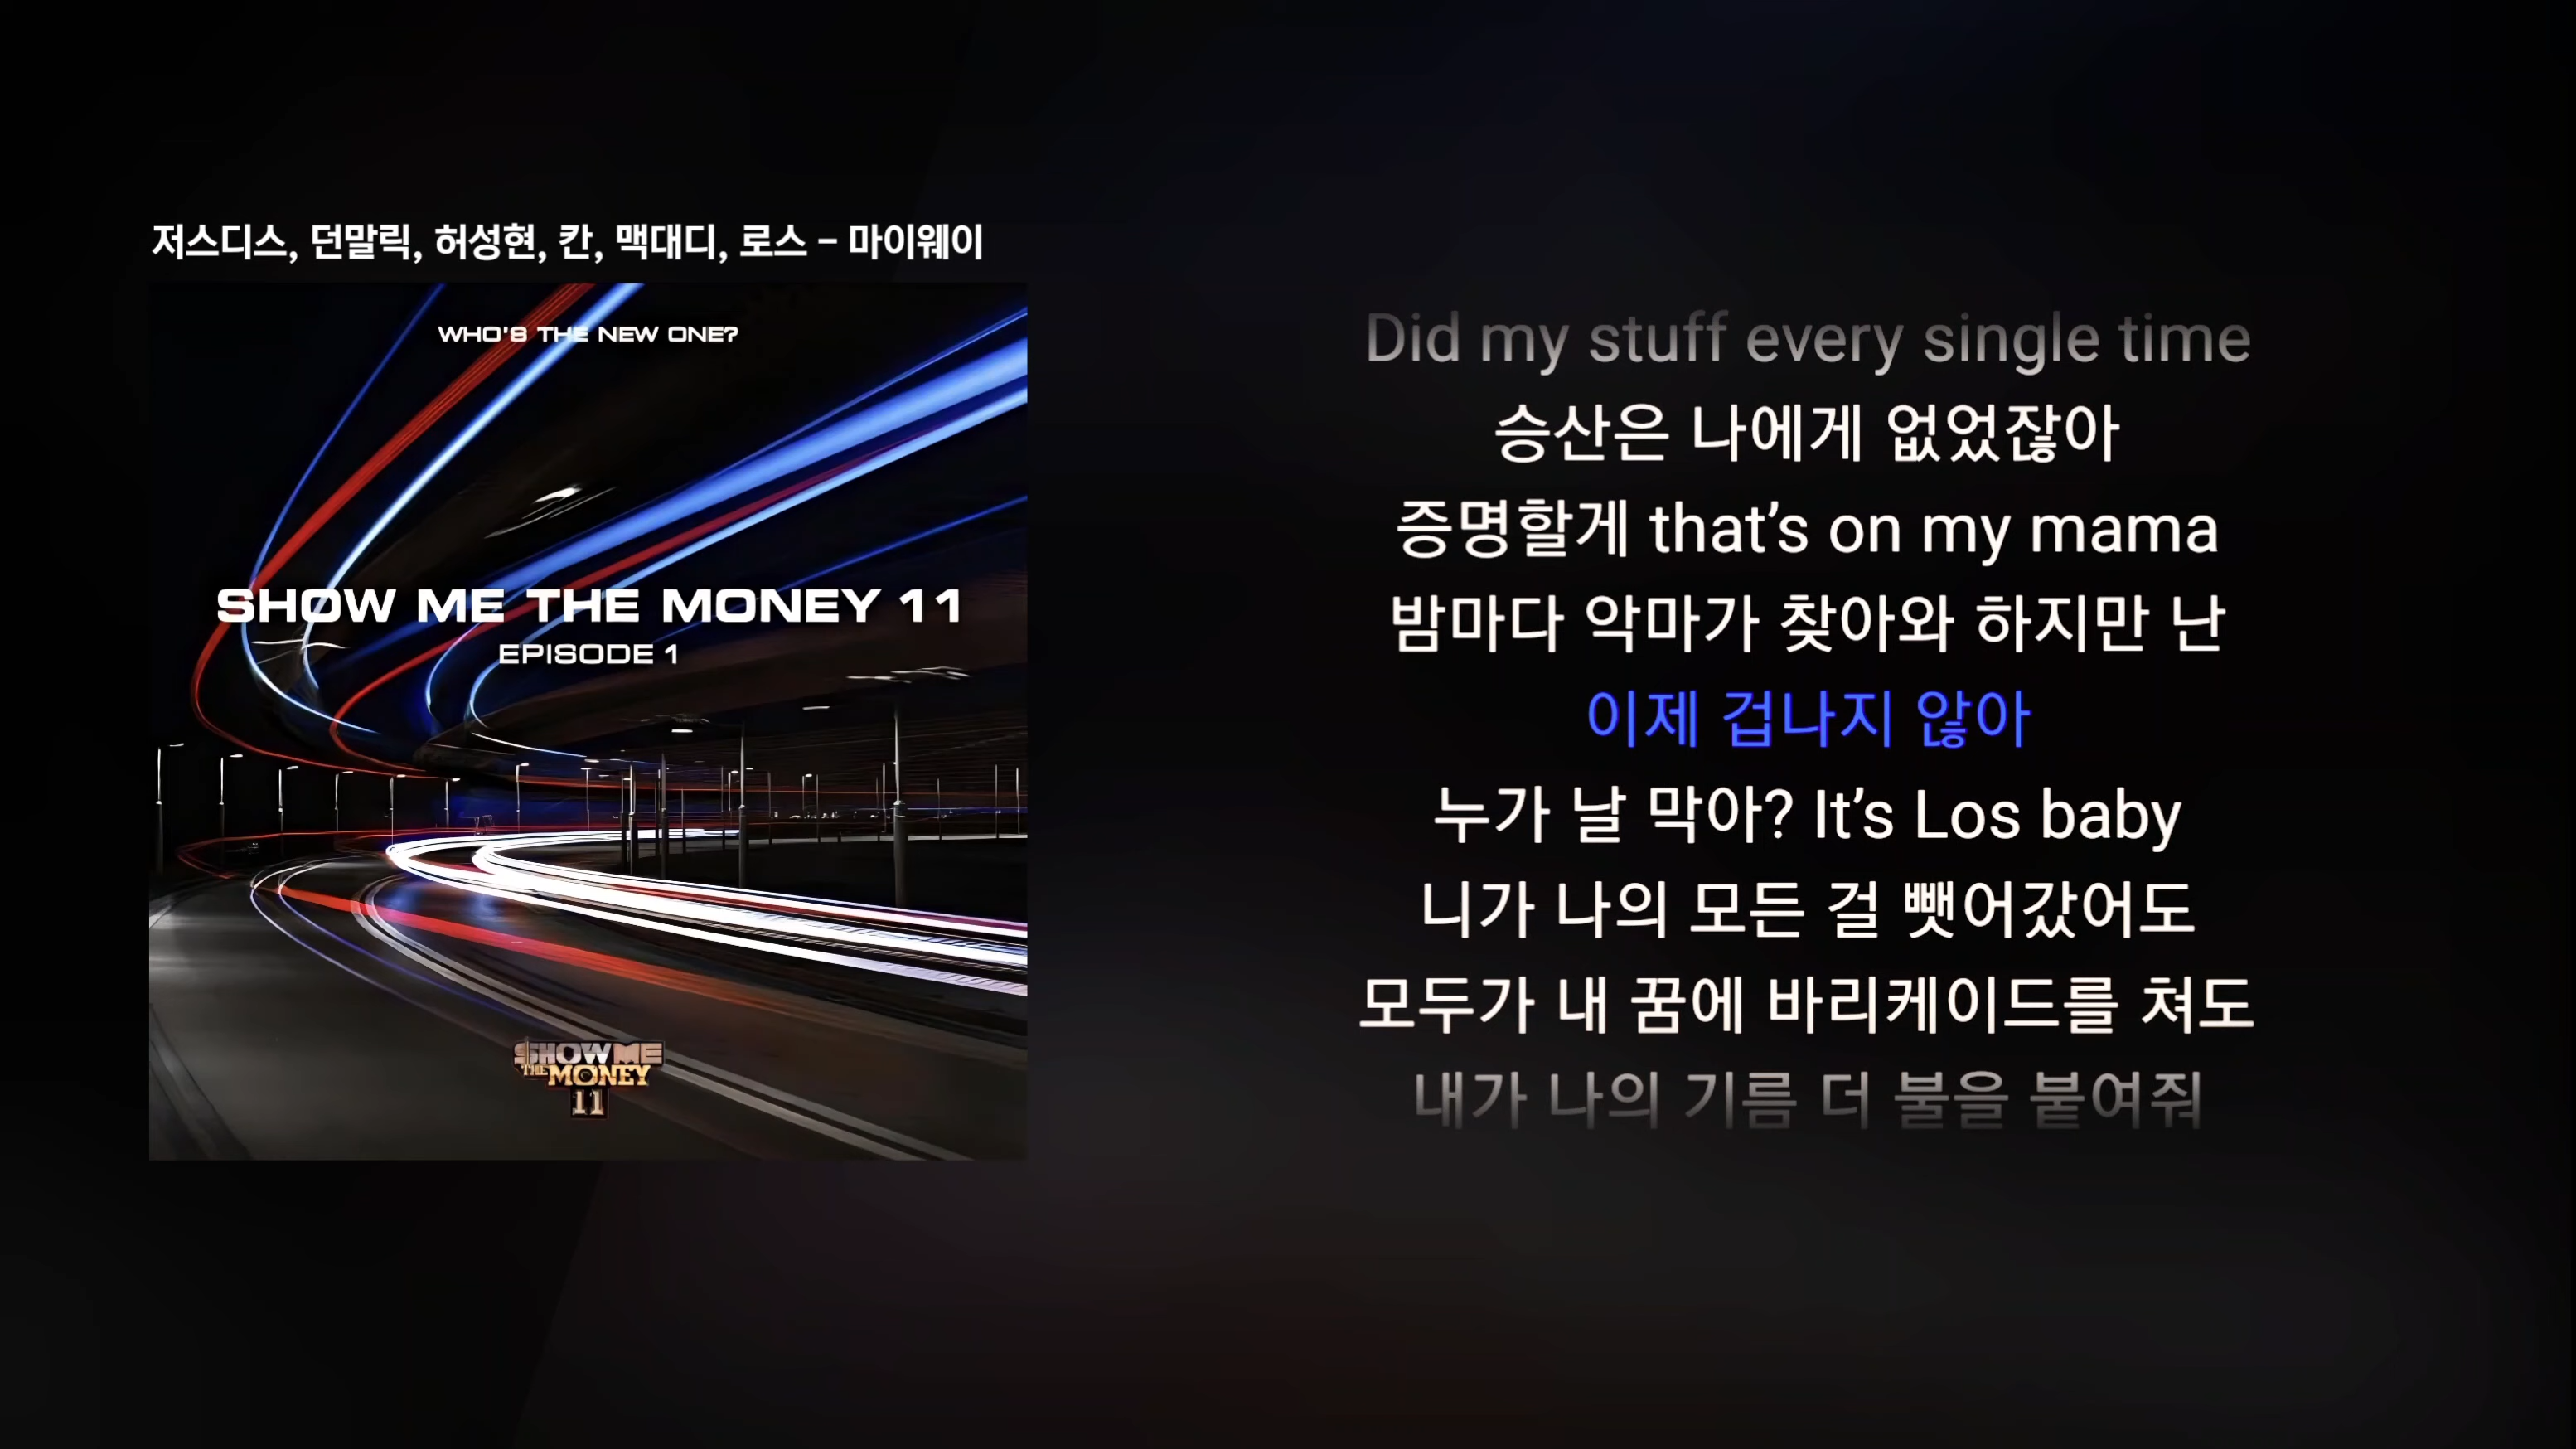 저스디스, 던말릭, 허성현, 칸, 맥대디, 로스 – 마이웨이
WHO'S THE NEW ONE?
SHOW ME THE MONEY 11
EPISODE 1
SHOW ME
THE MONEY
11
Did my stuff every single time
승산은 나에게 없었잖아
증명할게 that’s on my mama
밤마다 악마가 찾아와 하지만 난
이제 겁나지 않아
누가 날 막아? It’s Los baby
니가 나의 모든 걸 뺏어갔어도
모두가 내 꿈에 바리케이드를 쳐도
내가 나의 기름 더 불을 붙여줘